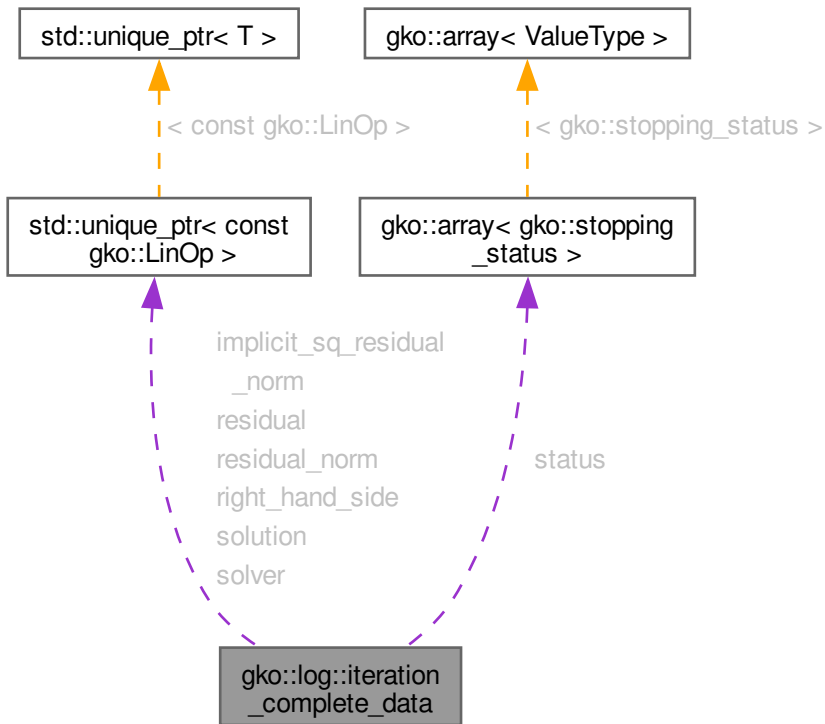 std::unique_ptr< T >
gko::array< ValueType >
< const gko::LinOp >
< gko::stopping_status >
std::unique_ptr< const
gko::LinOp >
gko::array< gko::stopping
_status >
implicit_sq_residual
_norm
residual
residual_norm
right_hand_side
solution
solver
status
gko::log::iteration
_complete_data